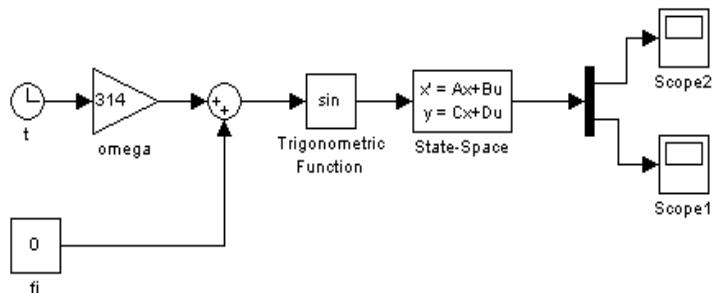 Scope2
314
t
omega
+
+
sin
Trigonometric
Function
x' = Ax+Bu
y = Cx+Du
State-Space
Scope1
0
fi